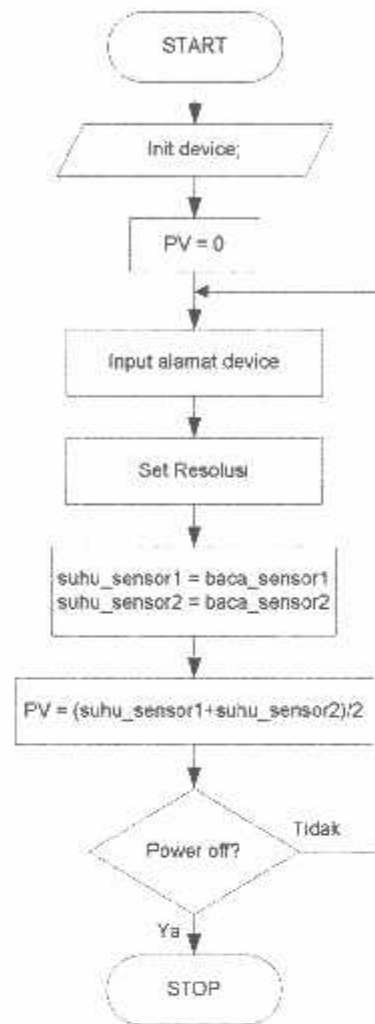 START
Init device;
PV = 0
Input alamat device
Set Resolusi
suhu_sensor1 = baca_sensor1
suhu_sensor2 = baca_sensor2
PV = (suhu_sensor1+suhu_sensor2)/2
Power off?
Tidak
Ya
STOP